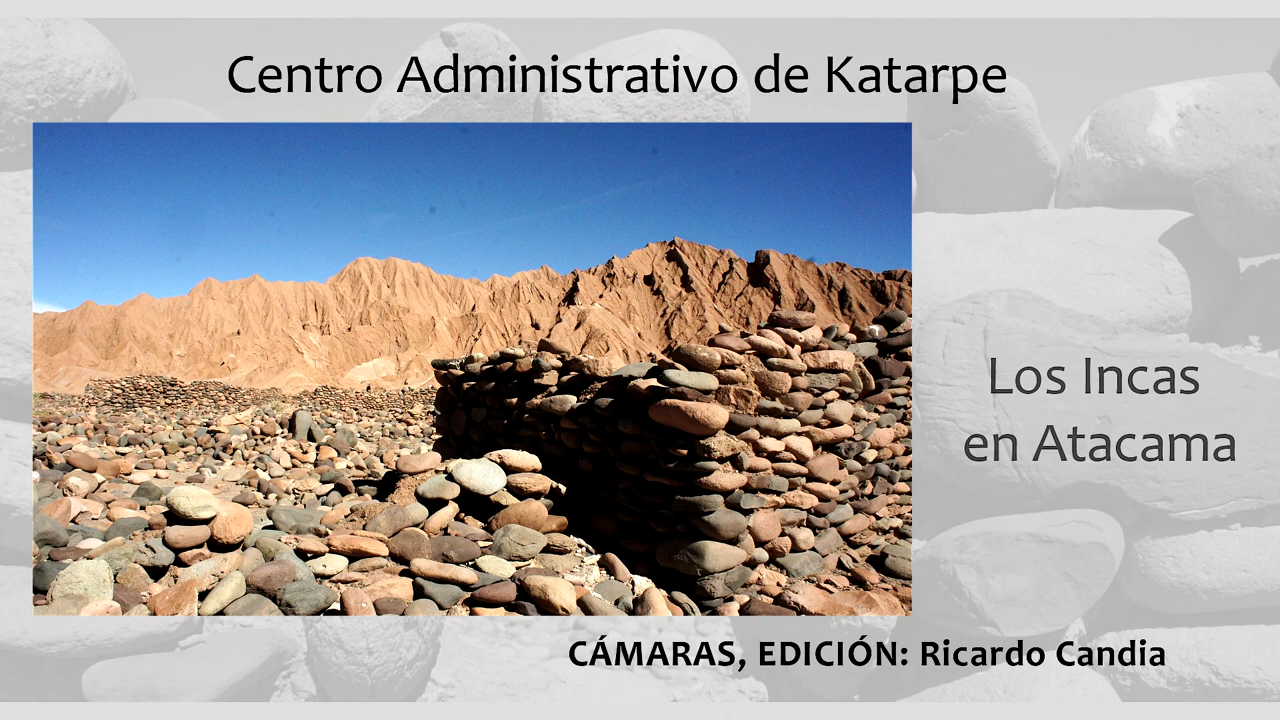 Centro Administrativo de Katarpe
Los Incas
en Atacama
CÁMARAS, EDICIÓN: Ricardo Candia